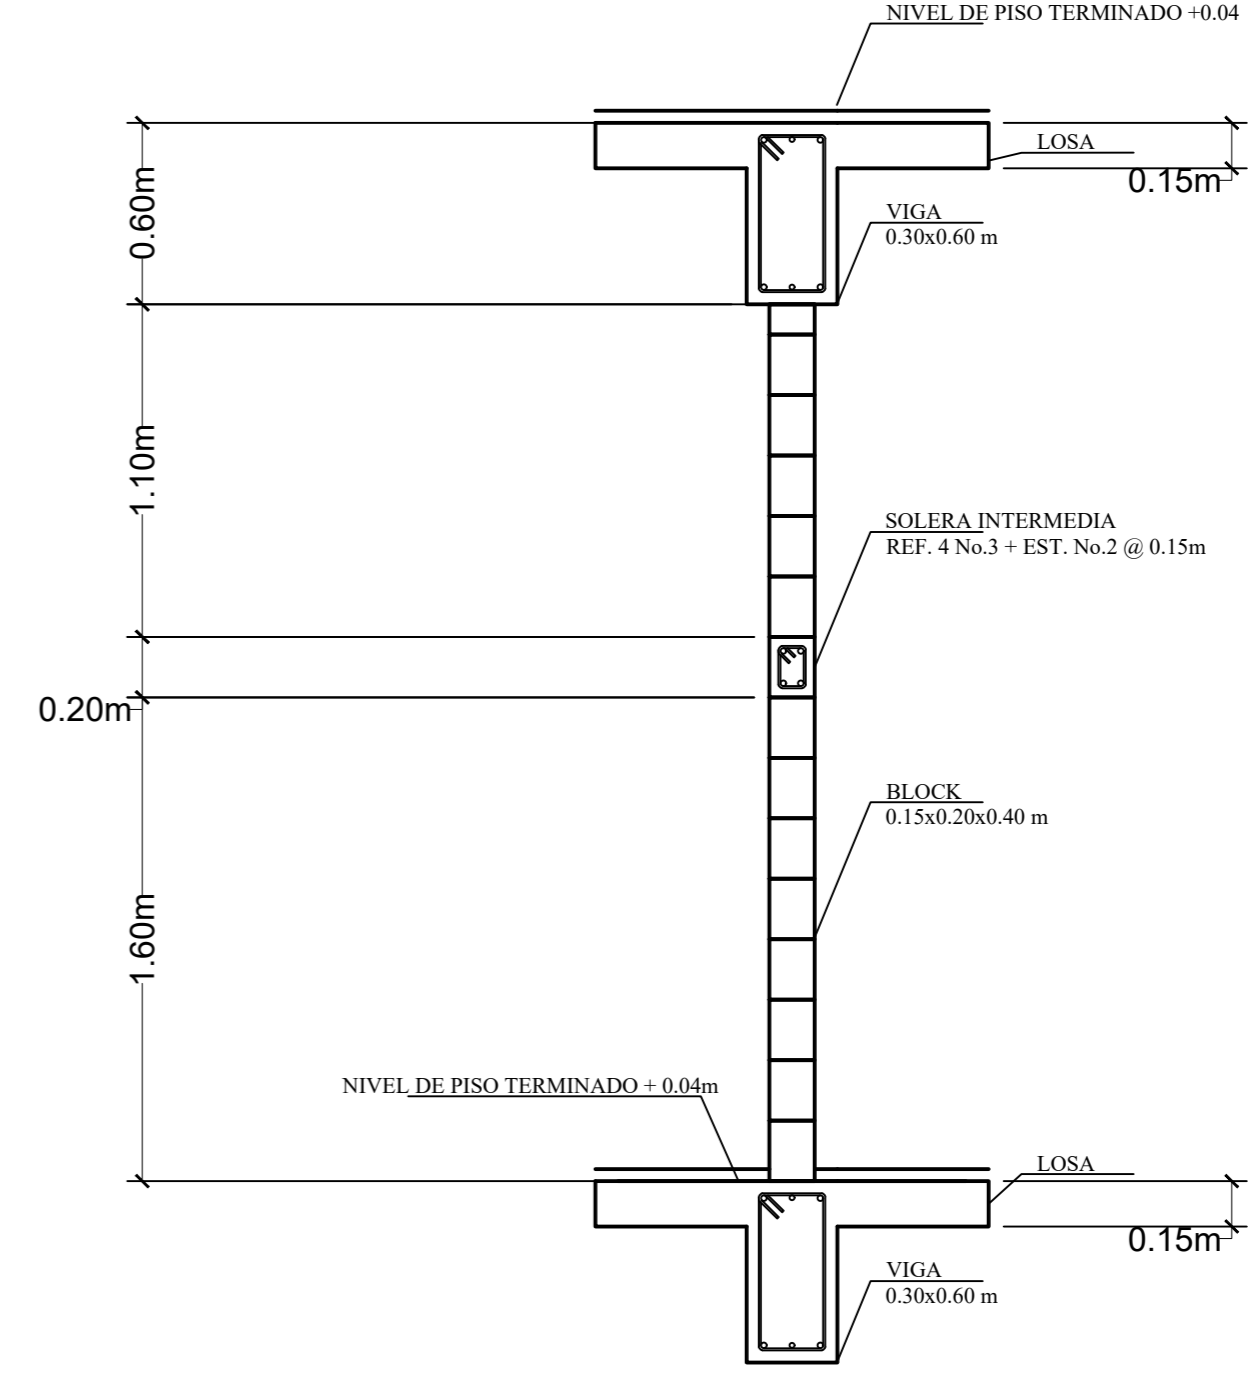 NIVEL DE PISO TERMINADO +0.04
LOSA
0.15m
0.60m
VIGA
0.30x0.60 m
1.10m
SOLERA INTERMEDIA
REF. 4 No.3 + EST. No.2 @ 0.15m
0.20m
BLOCK
0.15x0.20x0.40 m
1.60m
NIVEL DE PISO TERMINADO + 0.04m
LOSA
0.15m
VIGA
0.30x0.60 m